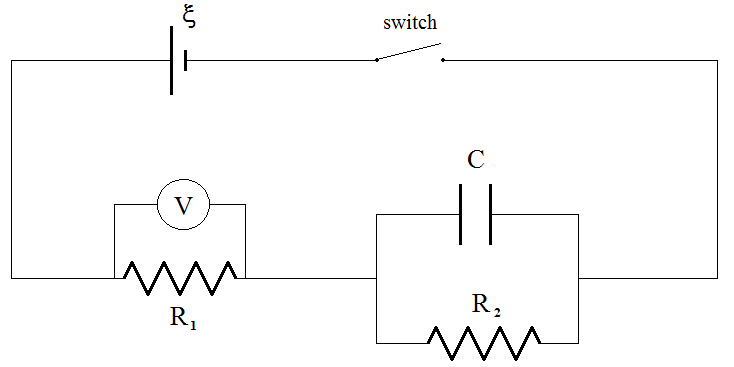 ξ
switch
C
V
R₁
R₂